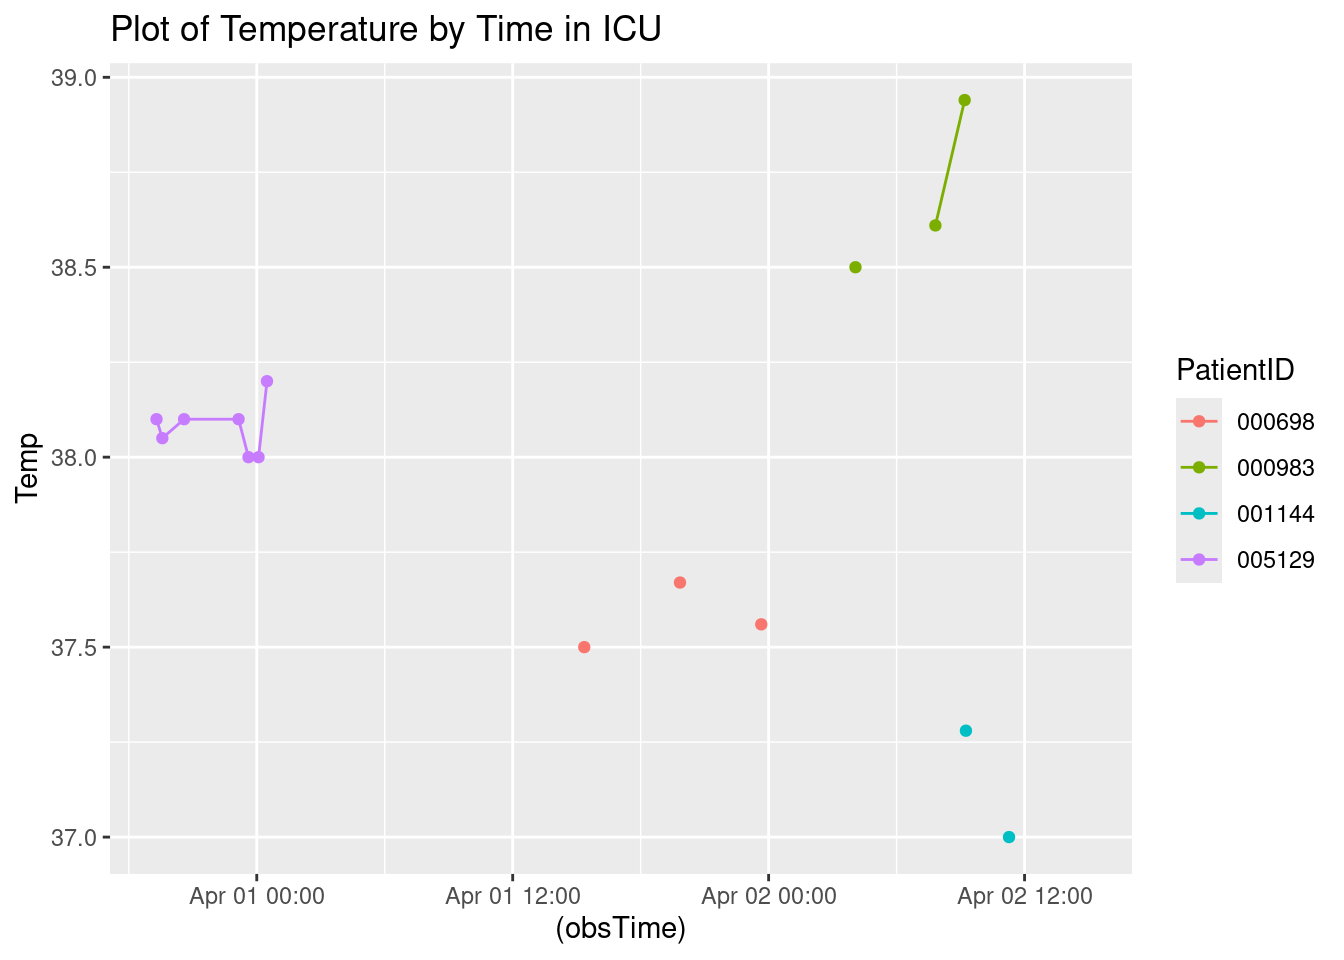 Plot of Temperature by Time in ICU
39.0
38.5
38.0
37.5
37.0
Temp
Apr 01 00:00
Apr 01 12:00
Apr 02 00:00
Apr 02 12:00
(obsTime)
PatientID
000698
000983
001144
005129